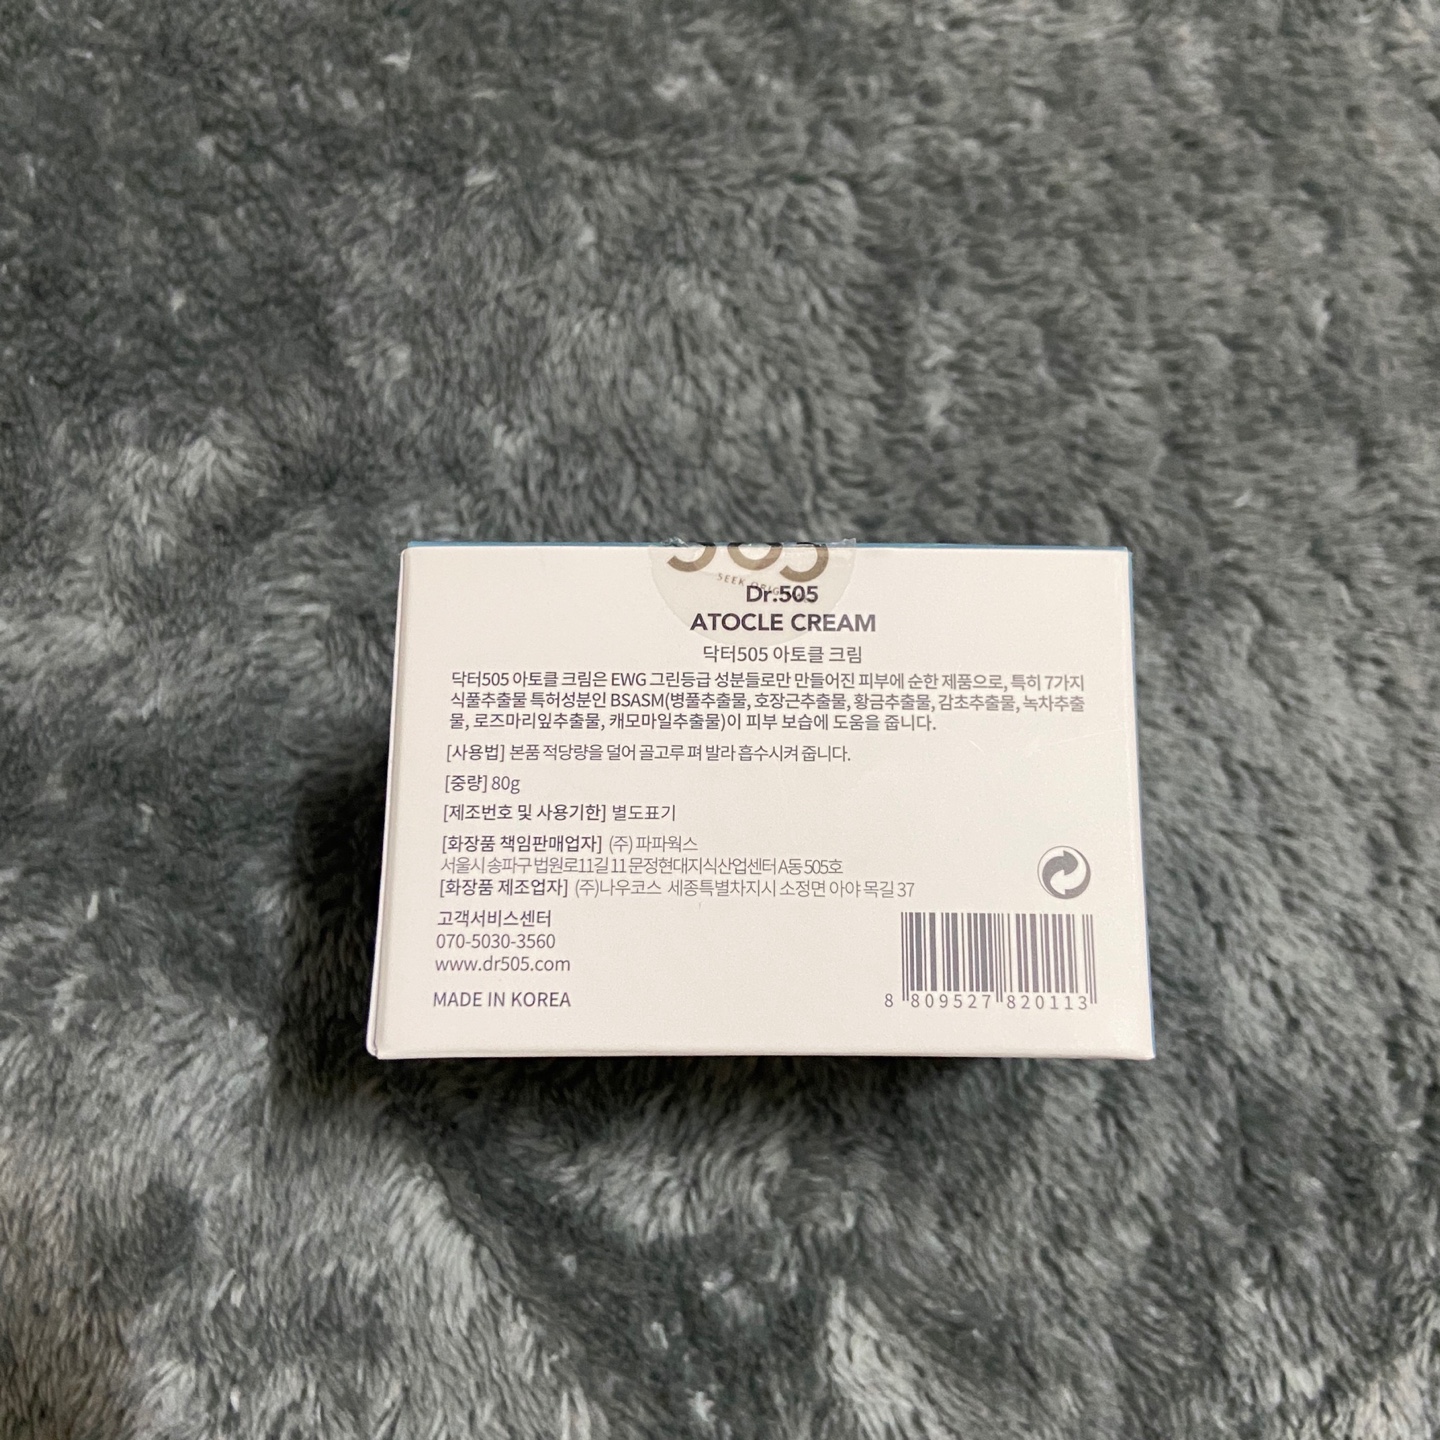 505
SEEK ORIG
Dr.505
ATOCLE CREAM
닥터505 아토클 크림
닥터505 아토클 크림은 EWG 그린등급 성분들로만 만들어진 피부에 순한 제품으로, 특히 7가지
식풀추출물 특허성분인 BSASM(병풀추출물, 호장근추출물, 황금추출물, 감초추출물, 녹차추출
물, 로즈마리잎추출물, 캐모마일추출물)이 피부 보습에 도움을 줍니다.
[사용법] 본품 적당량을 덜어 골고루 펴 발라 흡수시켜 줍니다.
[중량] 80g
[제조번호 및 사용기한] 별도표기
[화장품 책임판매업자] (주) 파파웍스
서울시 송파구 법원로11길 11 문정현대지식산업센터 A동 505호
[화장품 제조업자] (주)나우코스 세종특별차지시 소정면 아야 목길 37
고객서비스센터
070-5030-3560
www.dr505.com
MADE IN KOREA
8 809527 820113